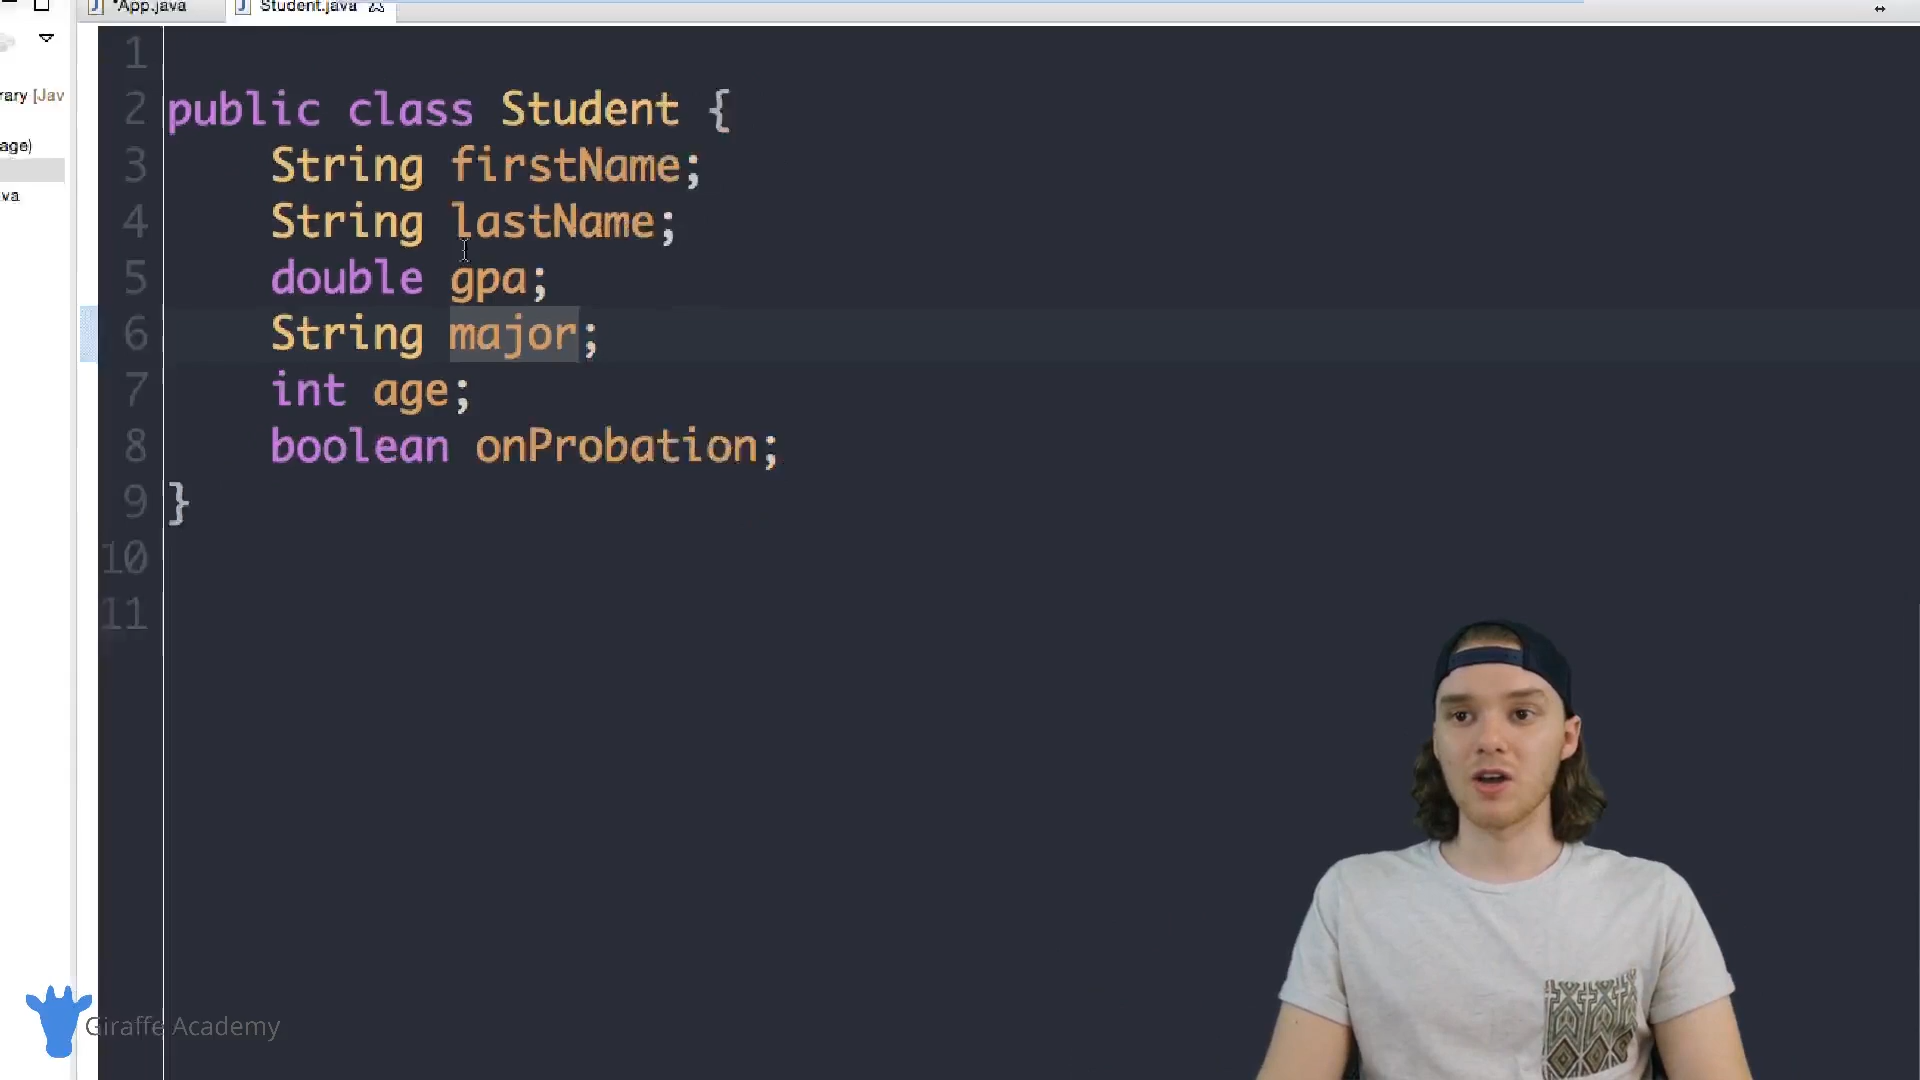 *App.java
Student.java
rary [Jav
age)
va
1
2 public class Student {
3 String firstName;
4 String lastName;
5 double gpa;
6 String major;
7 int age;
8 boolean onProbation;
9 }
10
11
Giraffe Academy